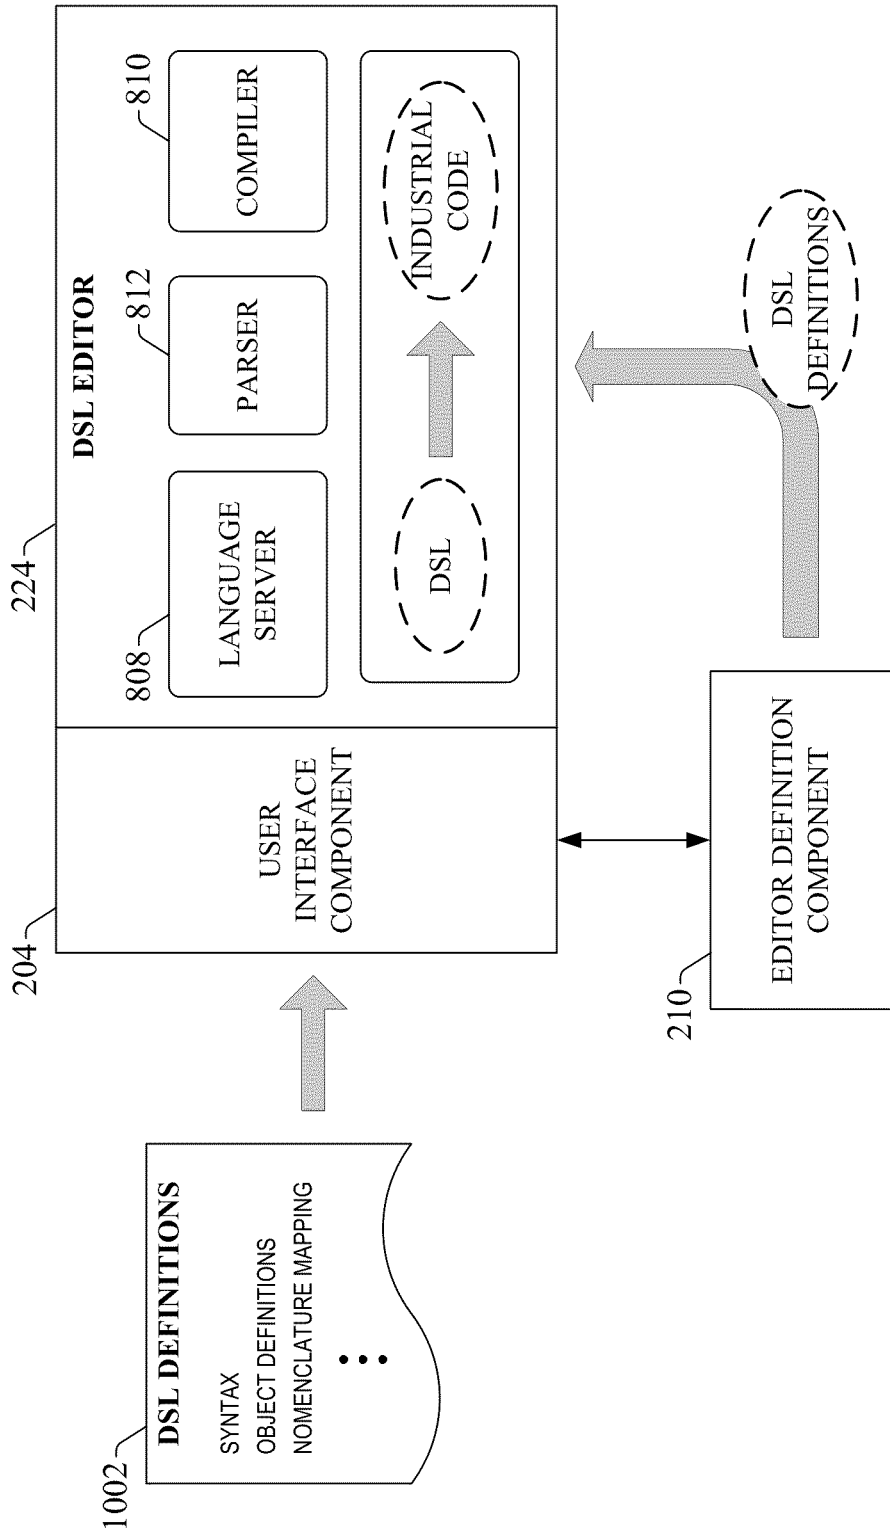 1002
DSL DEFINITIONS
SYNTAX
OBJECT DEFINITIONS
NOMENCLATURE MAPPING
204
USER
INTERFACE
COMPONENT
224
DSL EDITOR
808
LANGUAGE
SERVER
812
PARSER
810
COMPILER
DSL
INDUSTRIAL
CODE
210
EDITOR DEFINITION
COMPONENT
DSL
DEFINITIONS